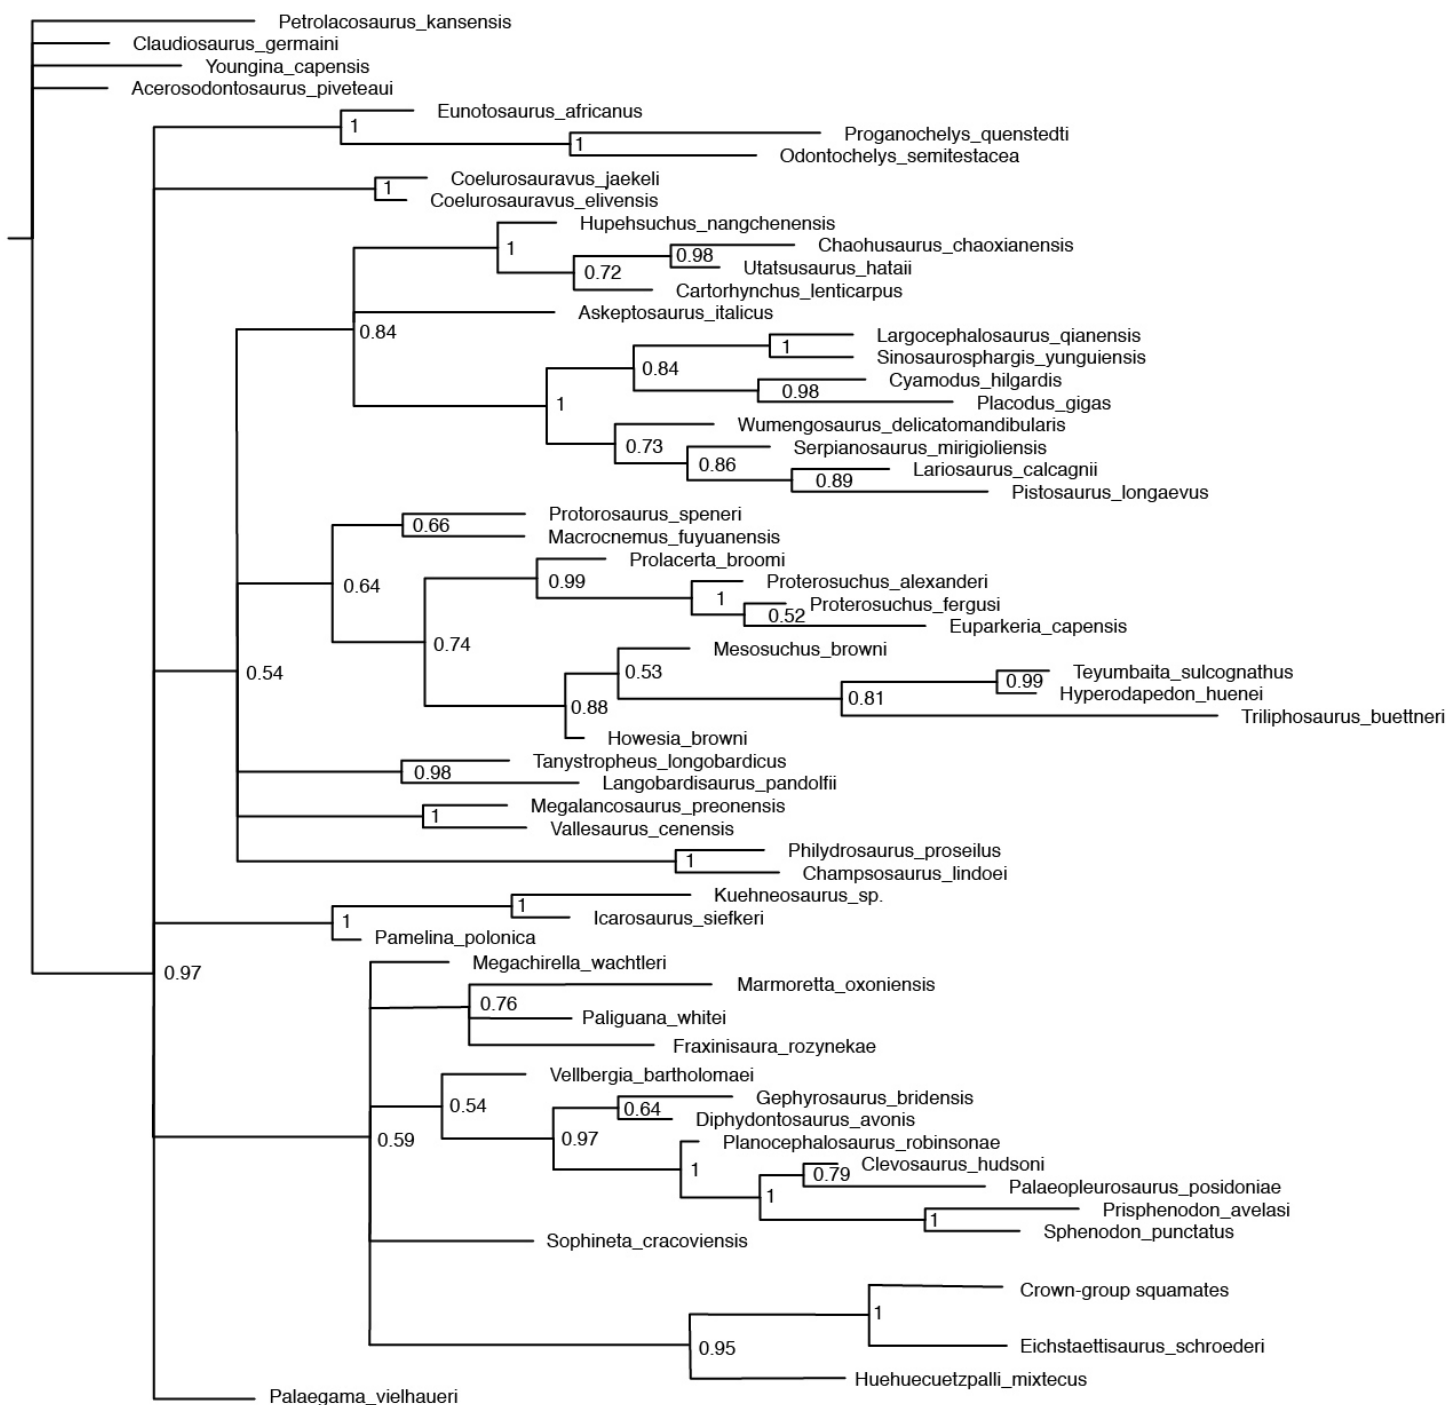 Petrolacosaurus_kansensis
Claudiosaurus_germaini
Youngina_capensis
Acerosodontosaurus_piveteaui
Eunotosaurus_africanus
1
Proganochelys_quenstedti
1
Odontochelys_semitestacea
Coelurosauravus_jaekeli
1
Coelurosauravus_elivensis
Hupehsuchus_nangchenensis
1
Chaohusaurus_chaoxianensis
0.98
Utatsusaurus_hataii
0.72
Cartorhynchus_lenticarpus
Askeptosaurus_italicus
0.84
Largocephalosaurus_qianensis
1
Sinosaurosphargis_yunguiensis
0.84
Cyamodus_hilgardis
0.98
Placodus_gigas
1
Wumengosaurus_delicatomandibularis
0.73
Serpianosaurus_mirigioliensis
0.86
Lariosaurus_calcagnii
0.89
Pistosaurus_longaevus
Protorosaurus_speneri
0.66
Macrocnemus_fuyuanensis
Prolacerta_broomi
0.64
0.99
Proterosuchus_alexanderi
1
Proterosuchus_fergusi
0.52
Euparkeria_capensis
0.74
Mesosuchus_browni
0.54
0.53
Teyumbaita_sulcognathus
0.99
Hyperodapedon_huenei
0.81
0.88
Triliphosaurus_buettneri
Howesia_browni
Tanystropheus_longobardicus
0.98
Langobardisaurus_pandolfii
Megalancosaurus_preonensis
1
Vallesaurus_cenensis
Philydrosaurus_proseilus
1
Champsosaurus_lindoei
Kuehneosaurus_sp.
1
Icarosaurus_siefkeri
1
Pamelina_polonica
0.97
Megachirella_wachtleri
Marmoretta_oxoniensis
0.76
Paliguana_whitei
Fraxinisaura_rozynekae
Vellbergia_bartholomaei
0.54
Gephyrosaurus_bridensis
0.64
Diphydontosaurus_avonis
0.59
0.97
Planocephalosaurus_robinsonae
1
Clevosaurus_hudsoni
0.79
Palaeopleurosaurus_posidoniae
1
Prisphenodon_avelasi
1
Sphenodon_punctatus
Sophineta_cracoviensis
Crown-group squamates
1
Eichstaettisaurus_schroederi
0.95
Huehuecuetzpalli_mixtecus
Palaegama_vielhaueri